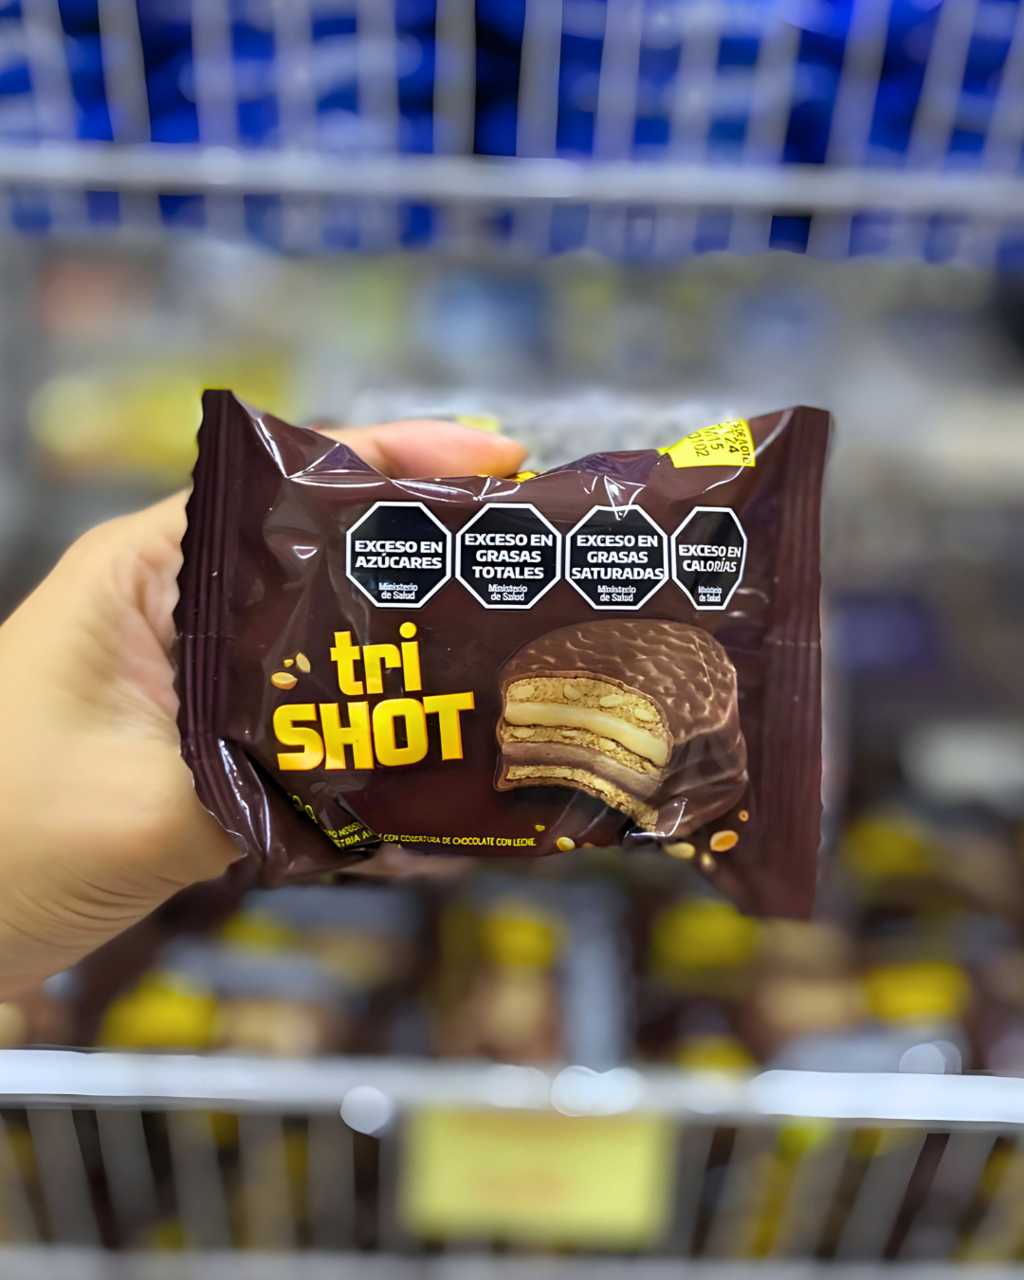 EXCESO EN
AZÚCARES
Ministerio
de Salud
EXCESO EN
GRASAS
TOTALES
Ministerio
de Salud
EXCESO EN
GRASAS
SATURADAS
Ministerio
de Salud
EXCESO EN
CALORÍAS
Ministerio
de Salud
tri
SHOT
CON COBERTURA DE CHOCOLATE CON LECHE.